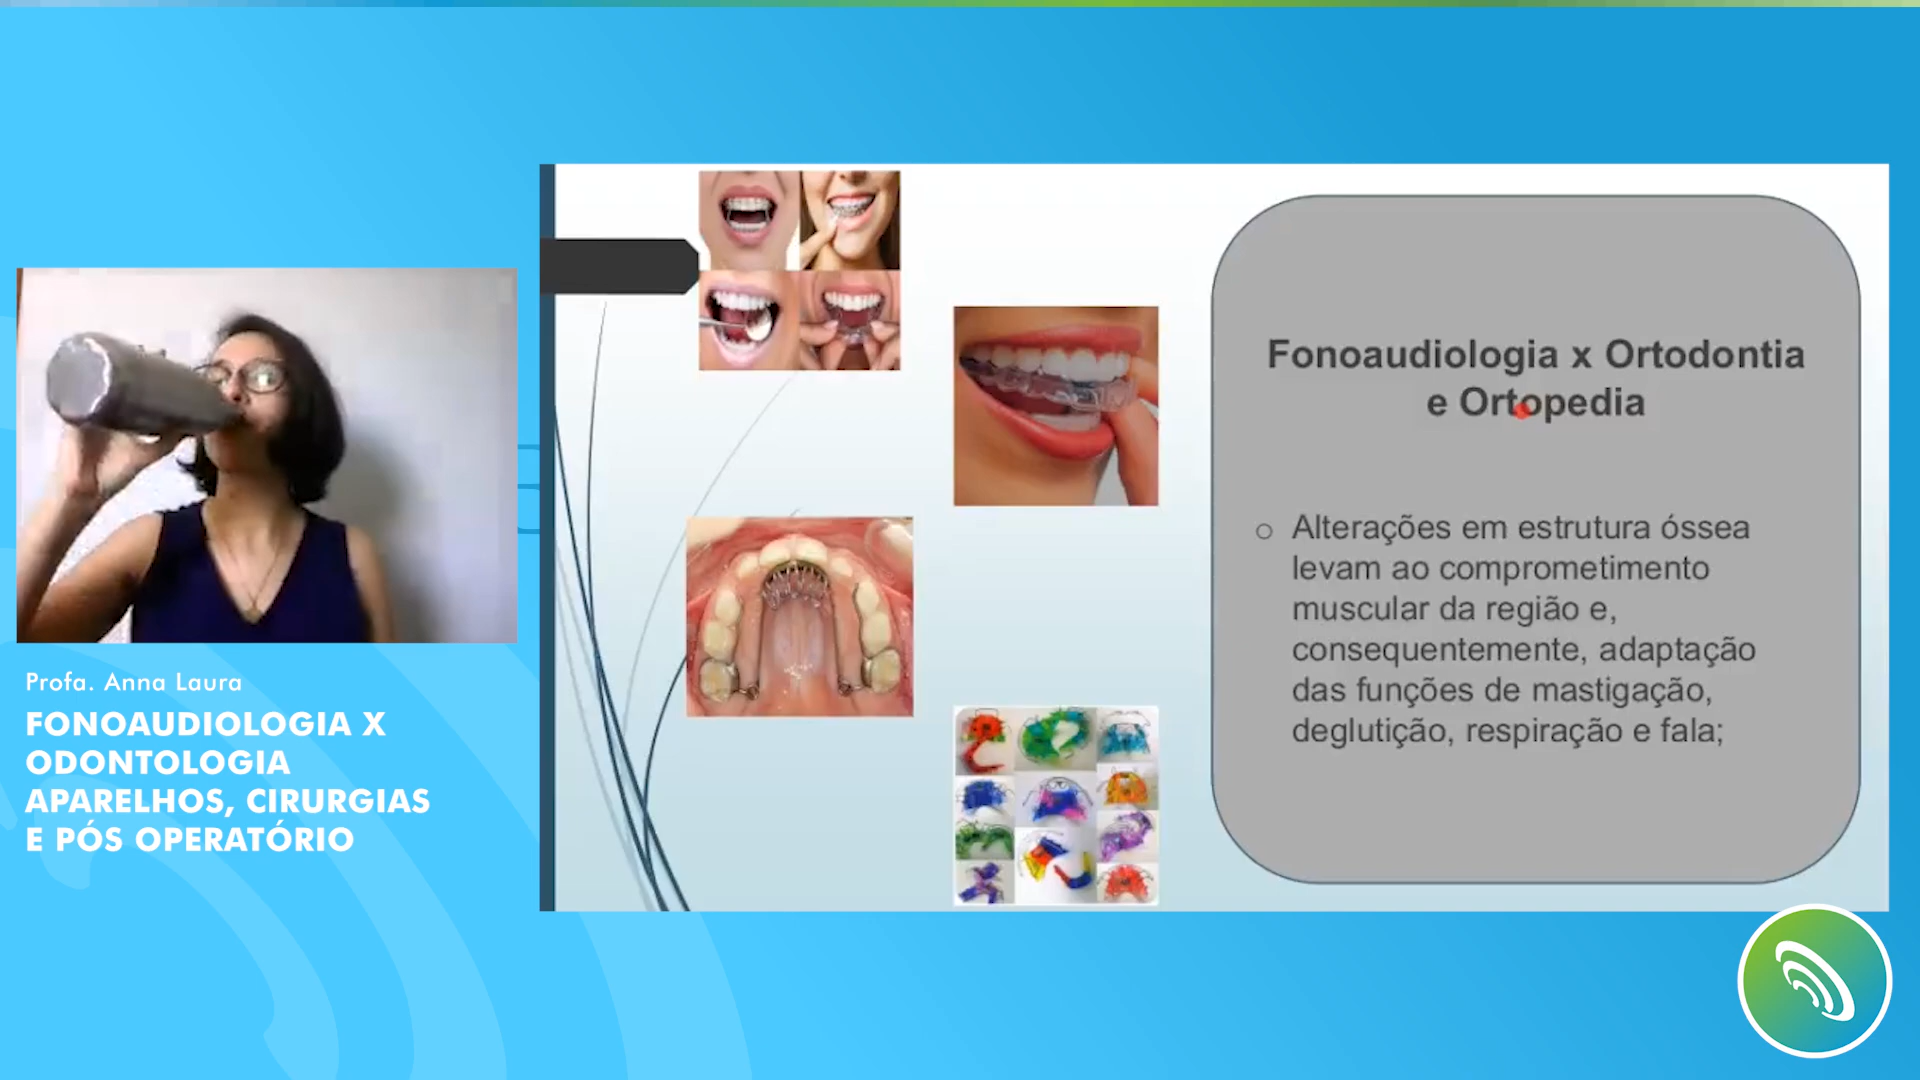 Profa. Anna Laura
FONOAUDIOLOGIA X
ODONTOLOGIA
APARELHOS, CIRURGIAS
E PÓS OPERATÓRIO
Fonoaudiologia x Ortodontia
e Ortopedia
o Alterações em estrutura óssea
levam ao comprometimento
muscular da região e,
consequentemente, adaptação
das funções de mastigação,
deglutição, respiração e fala;